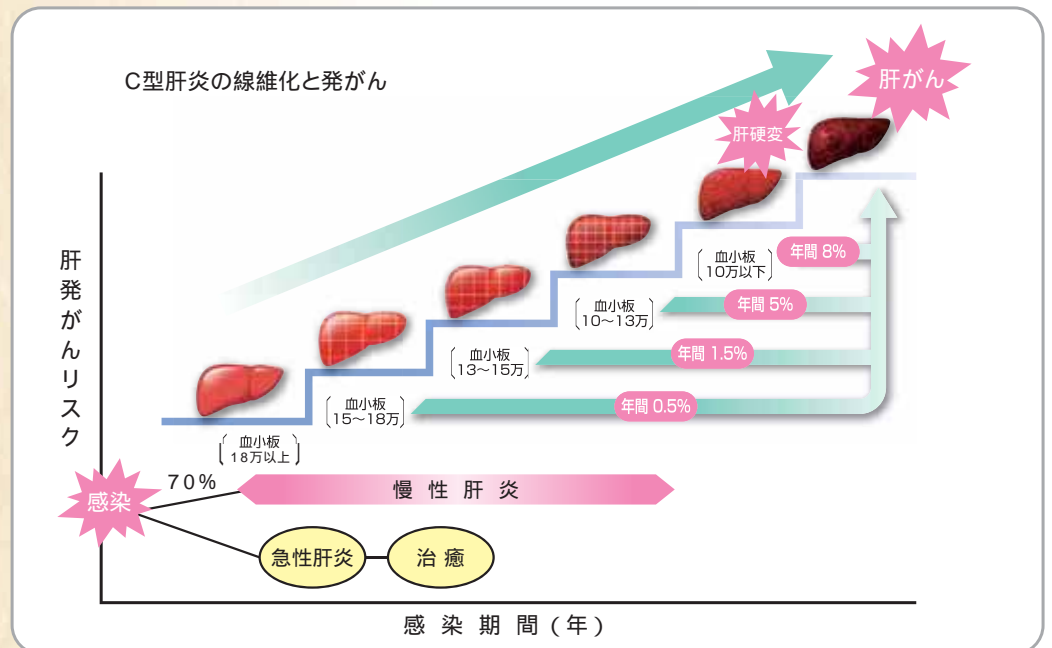 C型肝炎の線維化と発がん
肝がん
肝硬変
肝発がんリスク
血小板
10万以下
年間 8%
血小板
10〜13万
年間 5%
血小板
13〜15万
年間 1.5%
血小板
15〜18万
年間 0.5%
血小板
18万以上
感染
70%
慢性肝炎
急性肝炎
治癒
感染期間(年)